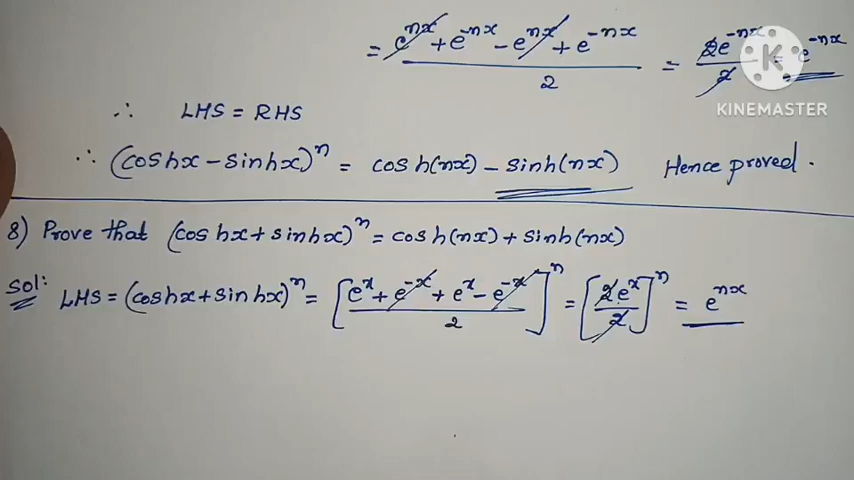 = e^nx + e^-nx - e^nx + e^-nx / 2 = 2e^-nx / 2 = e^-nx
KINEMASTER
∴ LHS = RHS
∴ (coshx - sinhx)^n = cosh(nx) - sinh(nx) Hence proved.
8) Prove that (coshx + sinhx)^n = cosh(nx) + sinh(nx)
Sol: LHS = (coshx + sinhx)^n = [e^x + e^-x + e^x - e^-x / 2]^n = [2e^x / 2]^n = e^nx